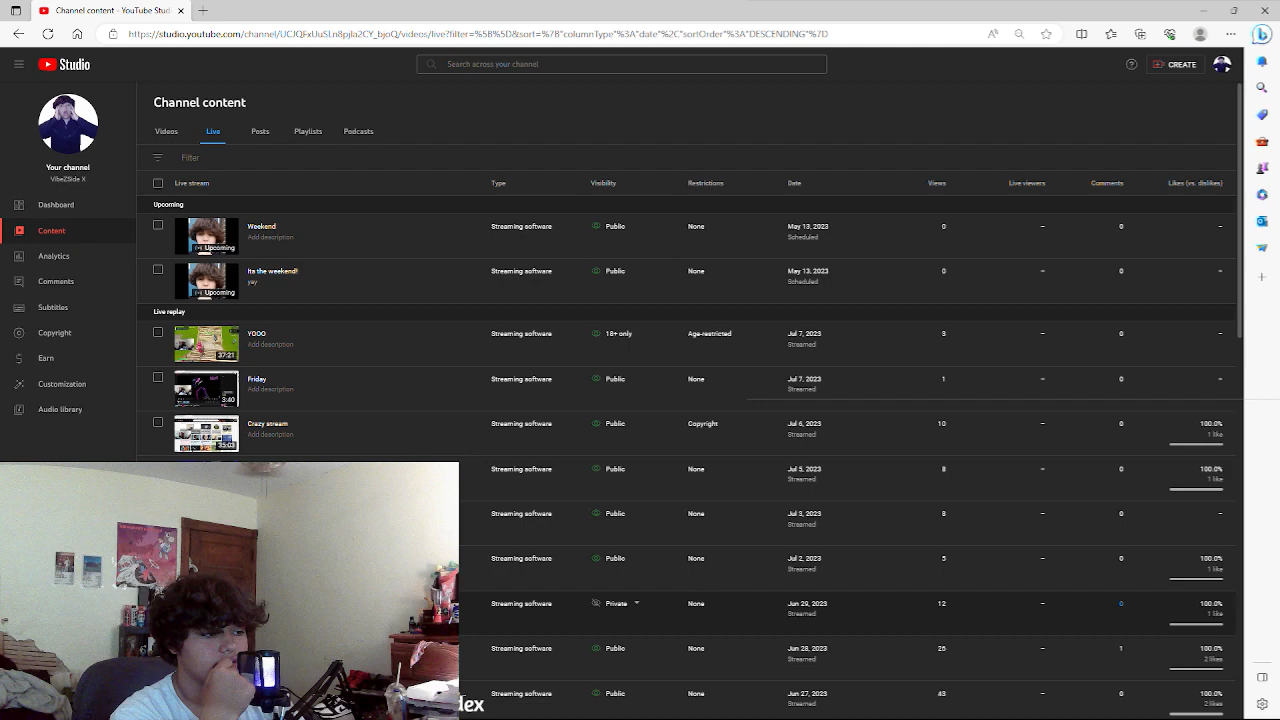 Channel content - YouTube Studi
https://studio.youtube.com/channel/UCJQFxUuSLn8pjIa2CY_bjoQ/videos/live?filter=%5B%5D&sort=%7B"columnType"%3A"date"%2C"sortOrder"%3A"DESCENDING"%7D
Studio
Search across your channel
CREATE
Channel content
Videos Live Posts Playlists Podcasts
Your channel
VibeZSide X
Filter
Live stream Type Visibility Restrictions Date Views Live viewers Comments Likes (vs. dislikes)
Dashboard
Content
Analytics
Comments
Subtitles
Copyright
Earn
Customization
Audio library
Upcoming
Weekend Streaming software Public None May 13, 2023 0 – 0 –
Add description Scheduled
Upcoming
Its the weekend! Streaming software Public None May 13, 2023 0 – 0 –
yay Scheduled
Upcoming
Live replay
YOOO Streaming software 18+ only Age-restricted Jul 7, 2023 3 – 0 –
Add description Streamed
37:21
Friday Streaming software Public None Jul 7, 2023 1 – 0 –
Add description Streamed
3:40
Crazy stream Streaming software Public Copyright Jul 6, 2023 10 – 0 100.0%
Add description Streamed 1 like
35:03
Streaming software Public None Jul 5, 2023 8 – 0 100.0%
Streamed 1 like
Streaming software Public None Jul 3, 2023 8 – 0 –
Streamed
Streaming software Public None Jul 2, 2023 5 – 0 100.0%
Streamed 1 like
Streaming software Private None Jun 29, 2023 12 – 0 100.0%
Streamed 1 like
Streaming software Public None Jun 28, 2023 26 – 1 100.0%
Streamed 2 likes
Streaming software Public None Jun 27, 2023 43 – 0 100.0%
Streamed 2 likes
dex